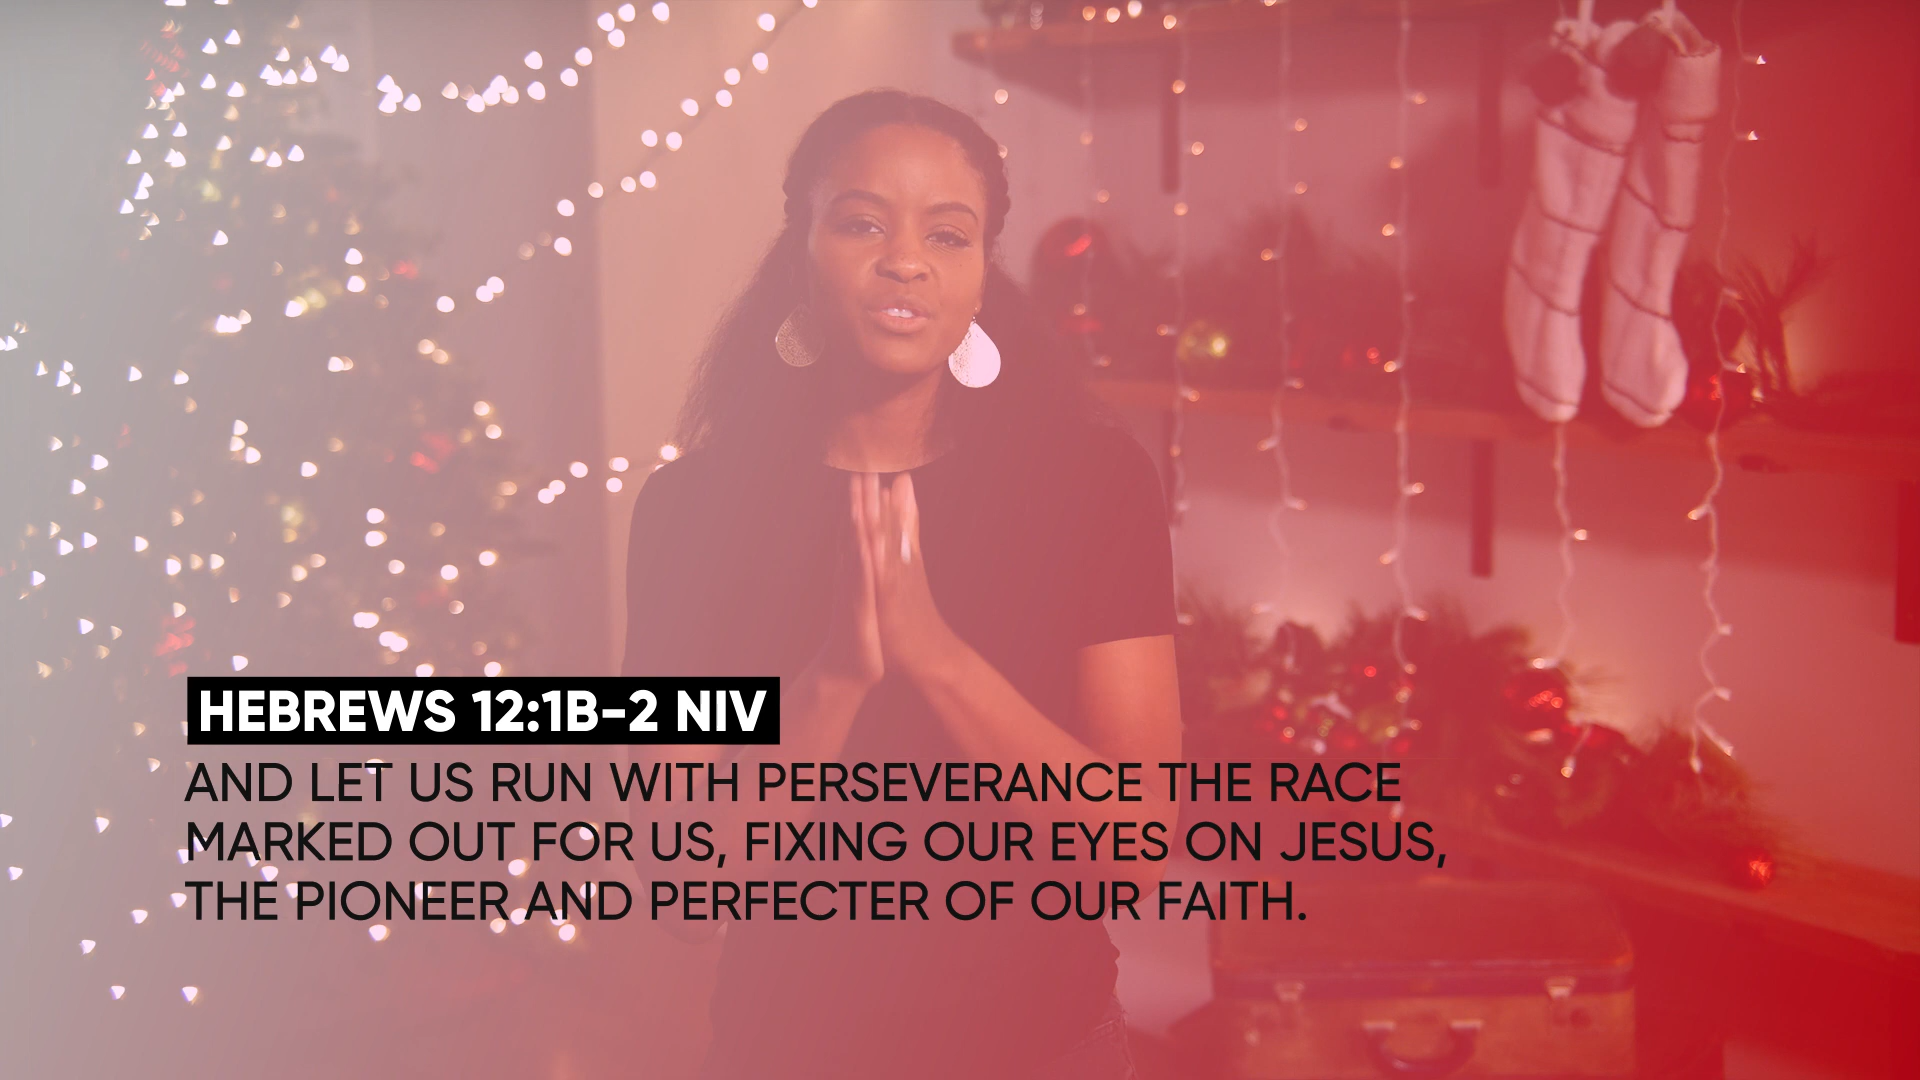 HEBREWS 12:1B-2 NIV
AND LET US RUN WITH PERSEVERANCE THE RACE
MARKED OUT FOR US, FIXING OUR EYES ON JESUS,
THE PIONEER AND PERFECTER OF OUR FAITH.